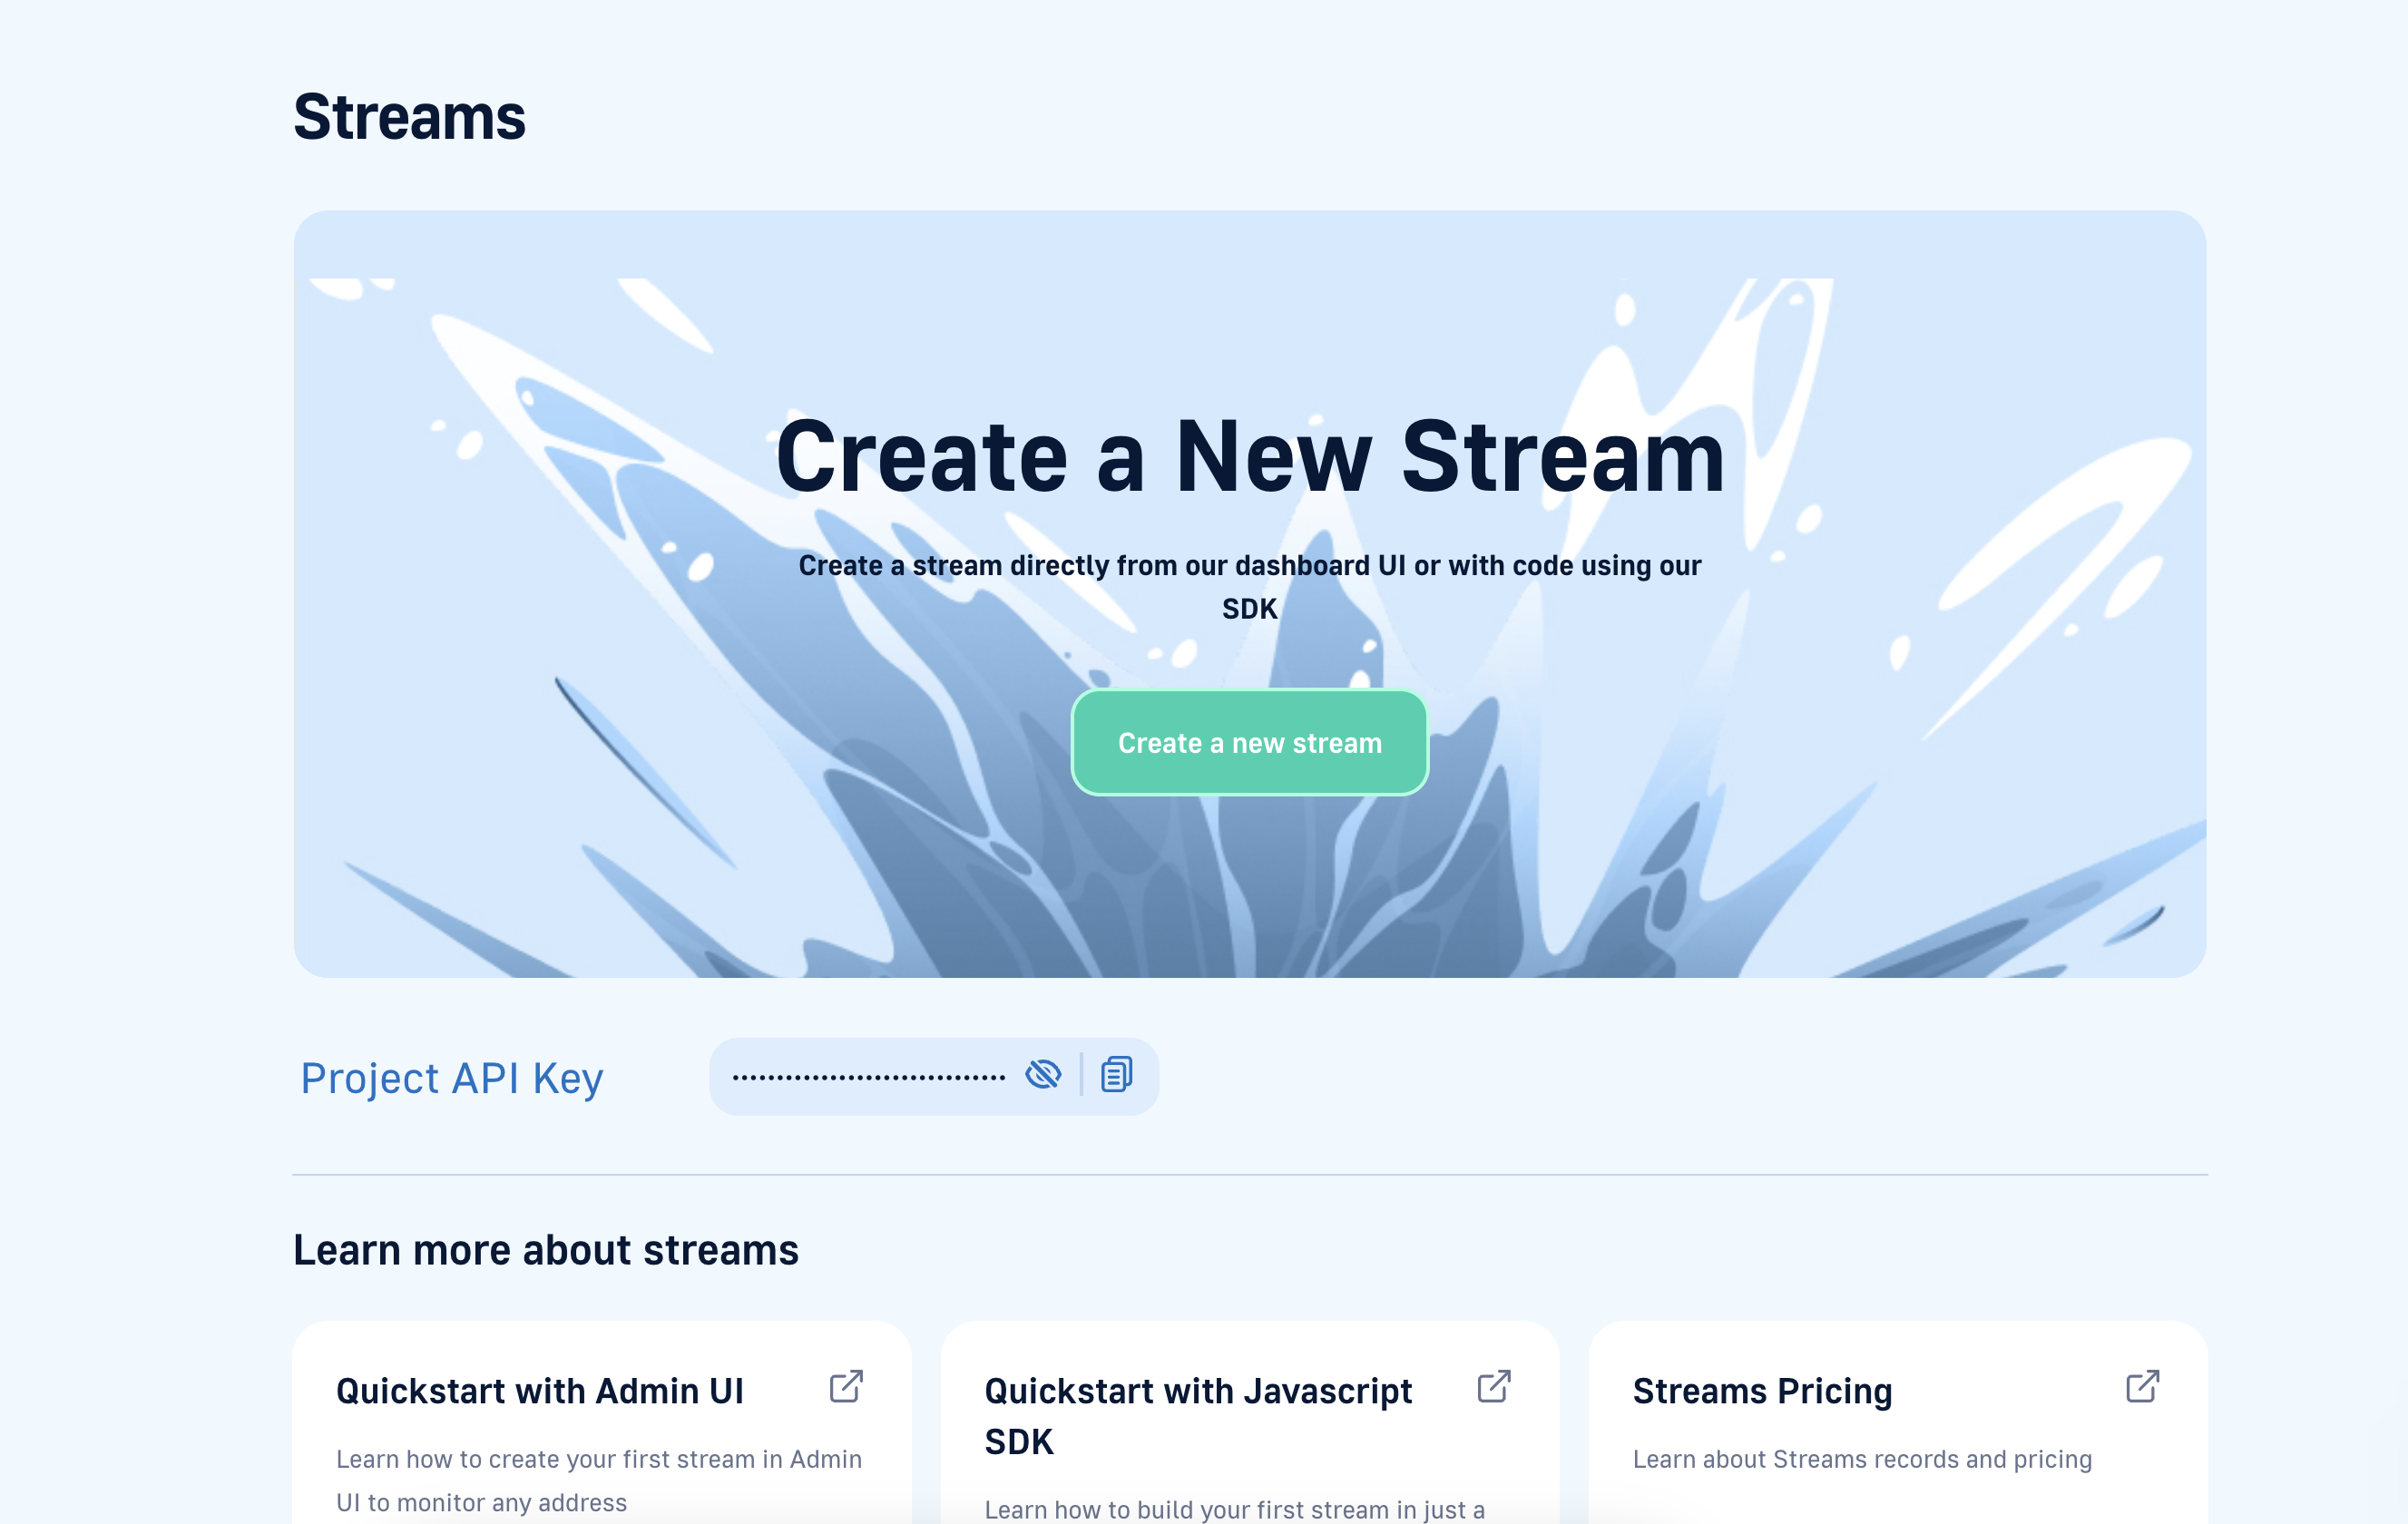 Streams
Create a New Stream
Create a stream directly from our dashboard UI or with code using our
SDK
Create a new stream
Project API Key
Learn more about streams
Quickstart with Admin UI
Learn how to create your first stream in Admin
UI to monitor any address
Quickstart with Javascript
SDK
Learn how to build your first stream in just a
Streams Pricing
Learn about Streams records and pricing